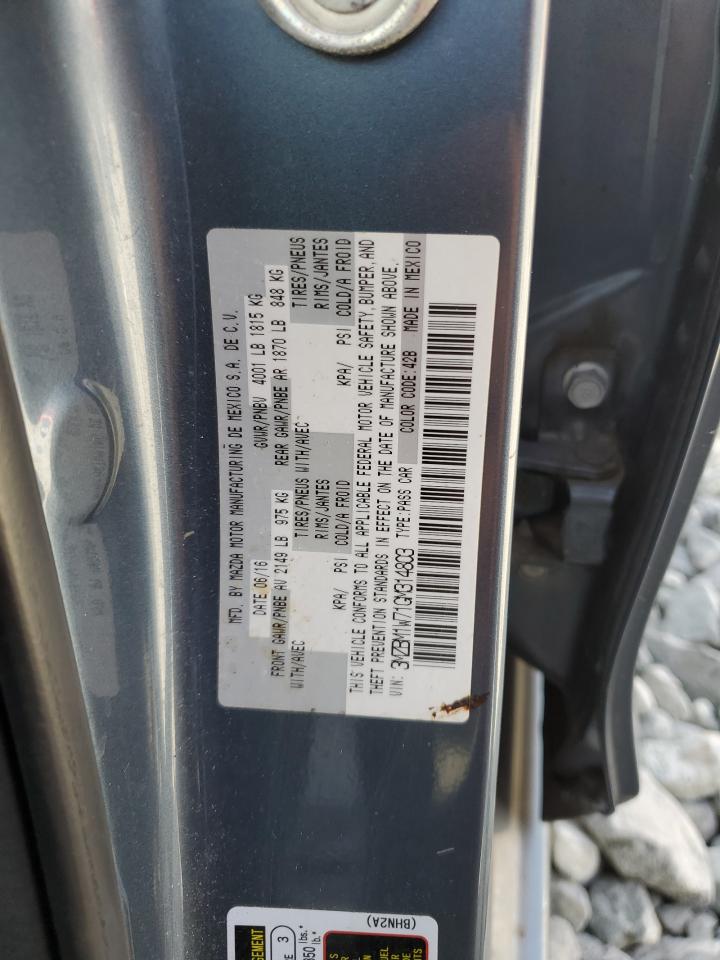 MFD. BY MAZDA MOTOR MANUFACTURING DE MEXICO S.A. DE C.V.
DATE 06/16 GVWR/PNBV 4001 LB 1815 KG
FRONT GAWR/PNBE AV 2149 LB 975 KG REAR GAWR/PNBE AR 1870 LB 848 KG
WITH/AVEC TIRES/PNEUS WITH/AVEC TIRES/PNEUS
RIMS/JANTES RIMS/JANTES
KPA/ PSI COLD/A FROID KPA/ PSI COLD/A FROID
THIS VEHICLE CONFORMS TO ALL APPLICABLE FEDERAL MOTOR VEHICLE SAFETY, BUMPER, AND
THEFT PREVENTION STANDARDS IN EFFECT ON THE DATE OF MANUFACTURE SHOWN ABOVE.
VIN: 3MZBM1W71GM314803 TYPE:PASS CAR COLOR CODE:42B MADE IN MEXICO
(BHN2A)